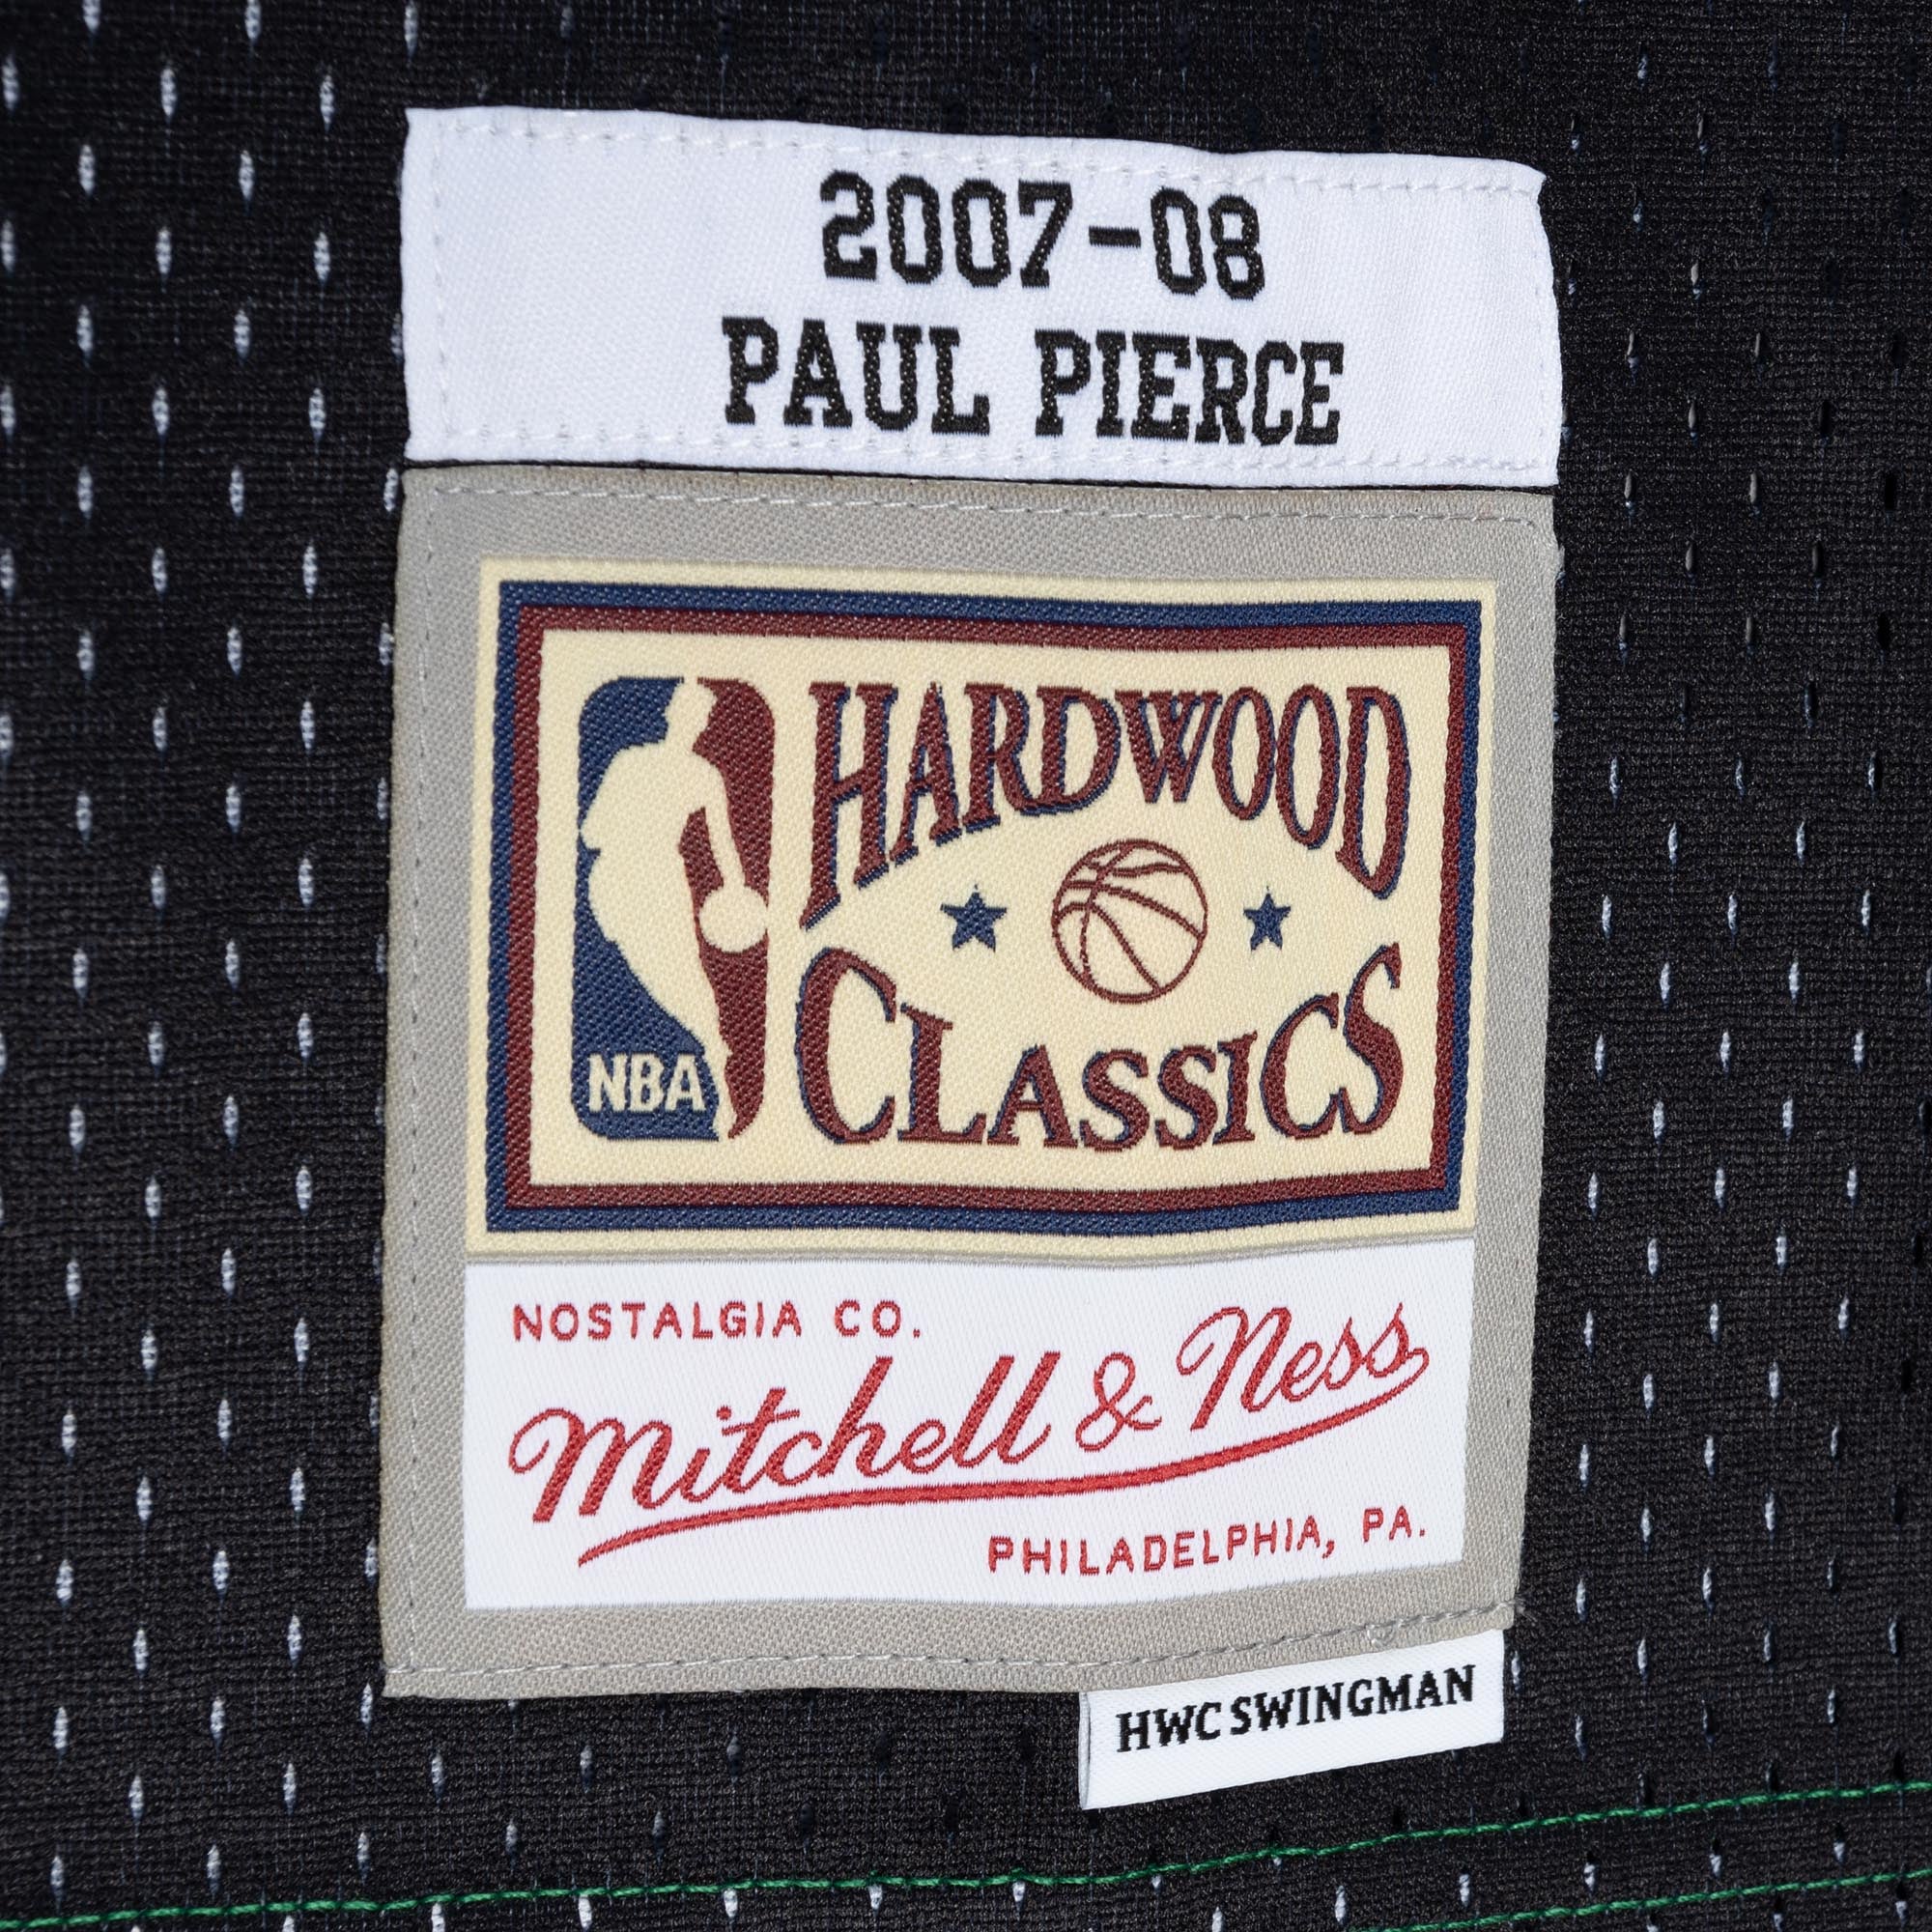 2007-08
PAUL PIERCE
HARDWOOD
CLASSICS
NBA
NOSTALGIA CO.
Mitchell & Ness
PHILADELPHIA, PA.
HWC SWINGMAN